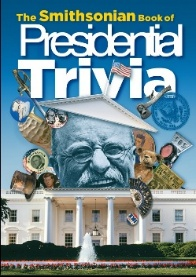 The Smithsonian Book of
Presidential
Trivia